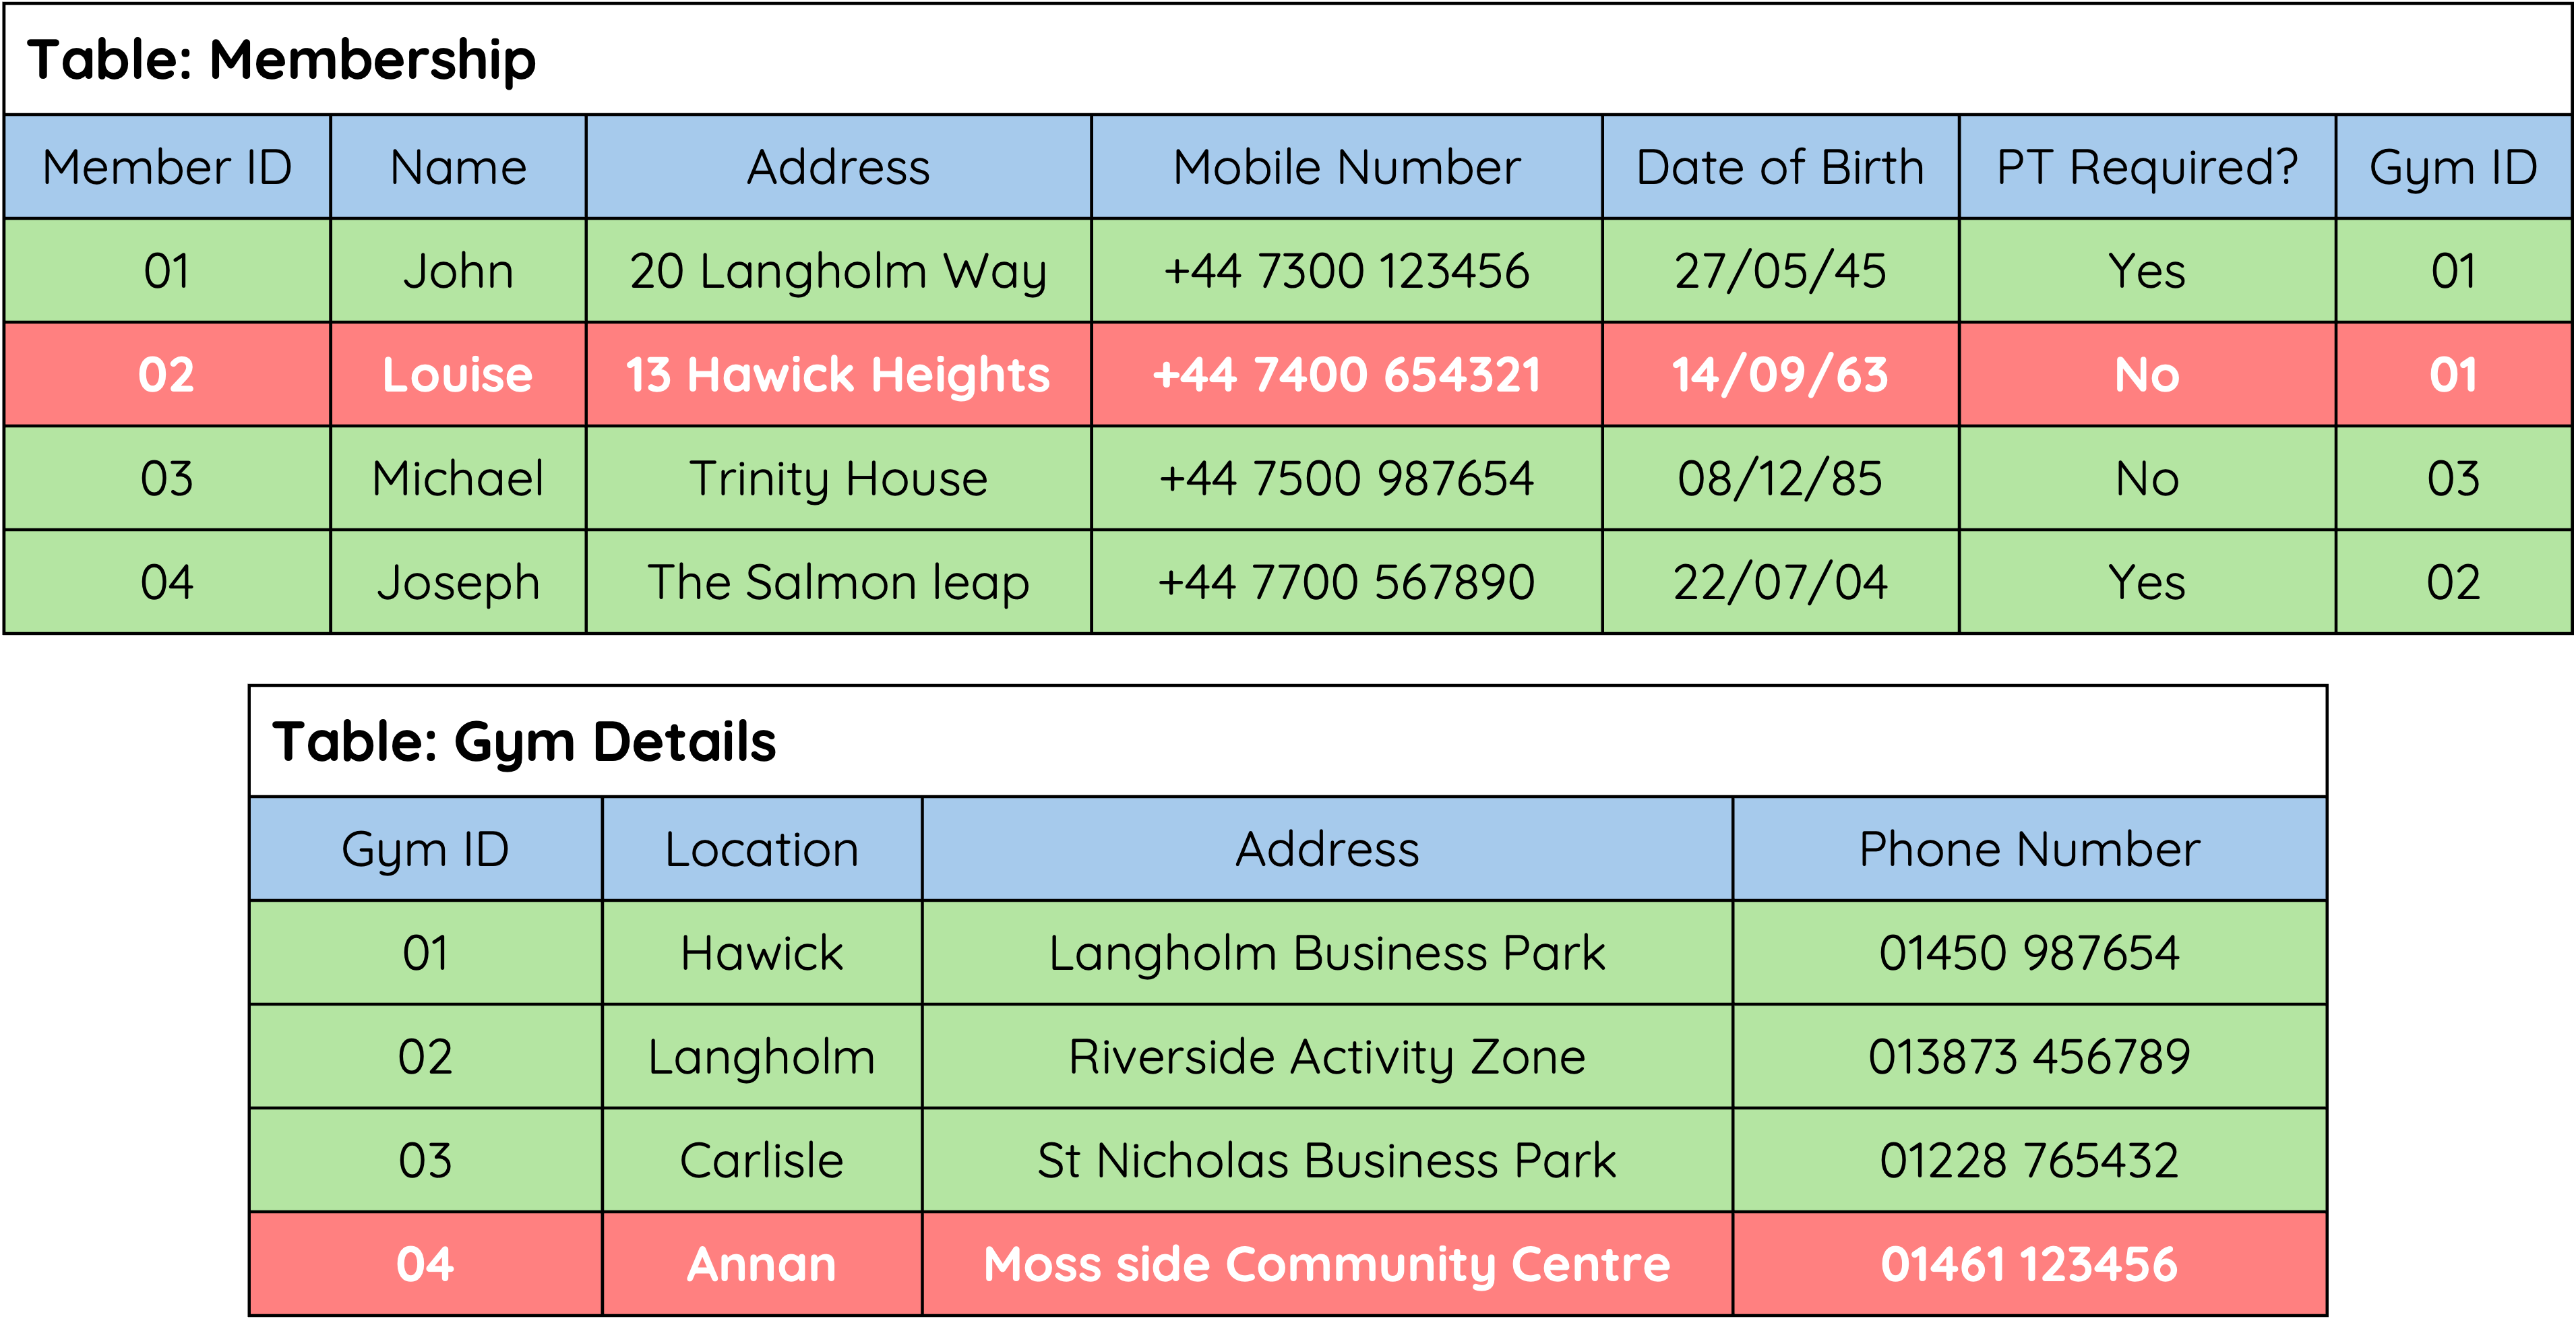 Table: Membership
Member ID Name Address Mobile Number Date of Birth PT Required? Gym ID
01 John 20 Langholm Way +44 7300 123456 27/05/45 Yes 01
02 Louise 13 Hawick Heights +44 7400 654321 14/09/63 No 01
03 Michael Trinity House +44 7500 987654 08/12/85 No 03
04 Joseph The Salmon leap +44 7700 567890 22/07/04 Yes 02
Table: Gym Details
Gym ID Location Address Phone Number
01 Hawick Langholm Business Park 01450 987654
02 Langholm Riverside Activity Zone 013873 456789
03 Carlisle St Nicholas Business Park 01228 765432
04 Annan Moss side Community Centre 01461 123456